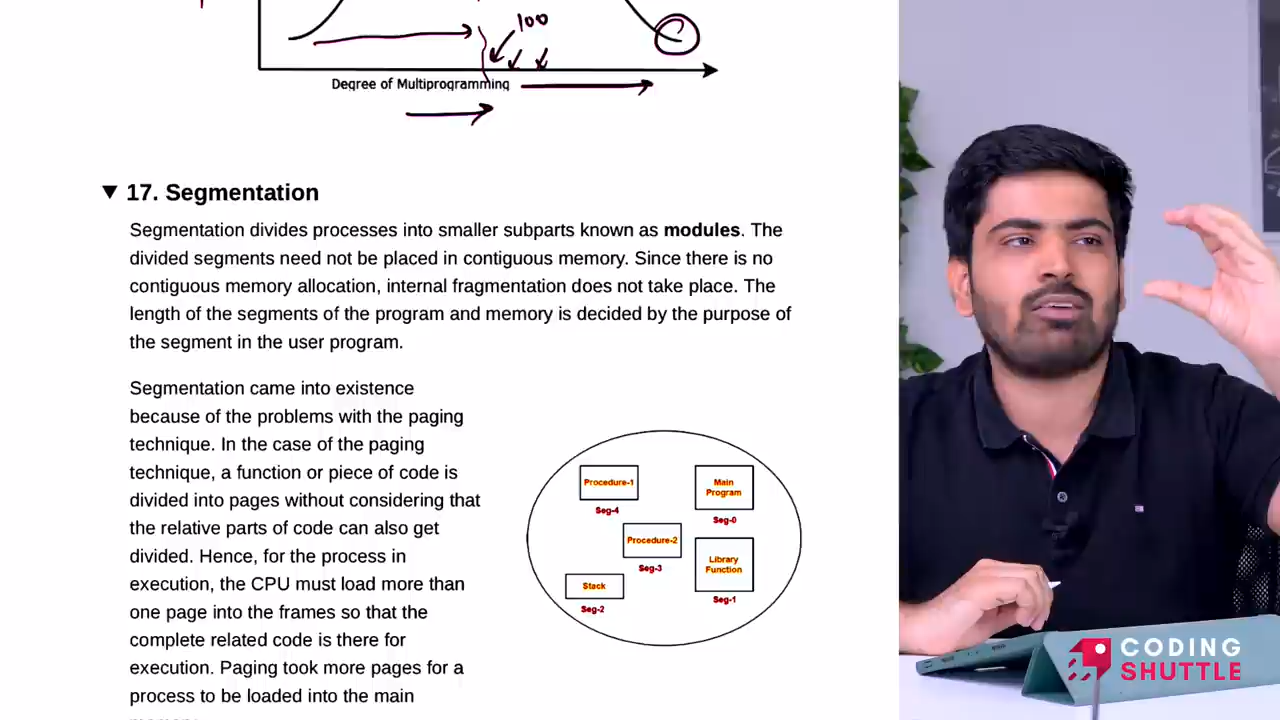 100
Degree of Multiprogramming
17. Segmentation
Segmentation divides processes into smaller subparts known as modules. The
divided segments need not be placed in contiguous memory. Since there is no
contiguous memory allocation, internal fragmentation does not take place. The
length of the segments of the program and memory is decided by the purpose of
the segment in the user program.
Segmentation came into existence
because of the problems with the paging
technique. In the case of the paging
technique, a function or piece of code is
divided into pages without considering that
the relative parts of code can also get
divided. Hence, for the process in
execution, the CPU must load more than
one page into the frames so that the
complete related code is there for
execution. Paging took more pages for a
process to be loaded into the main
Procedure-1
Seg-4
Main
Program
Seg-0
Procedure-2
Seg-3
Library
Function
Seg-1
Stack
Seg-2
CODING
SHUTTLE